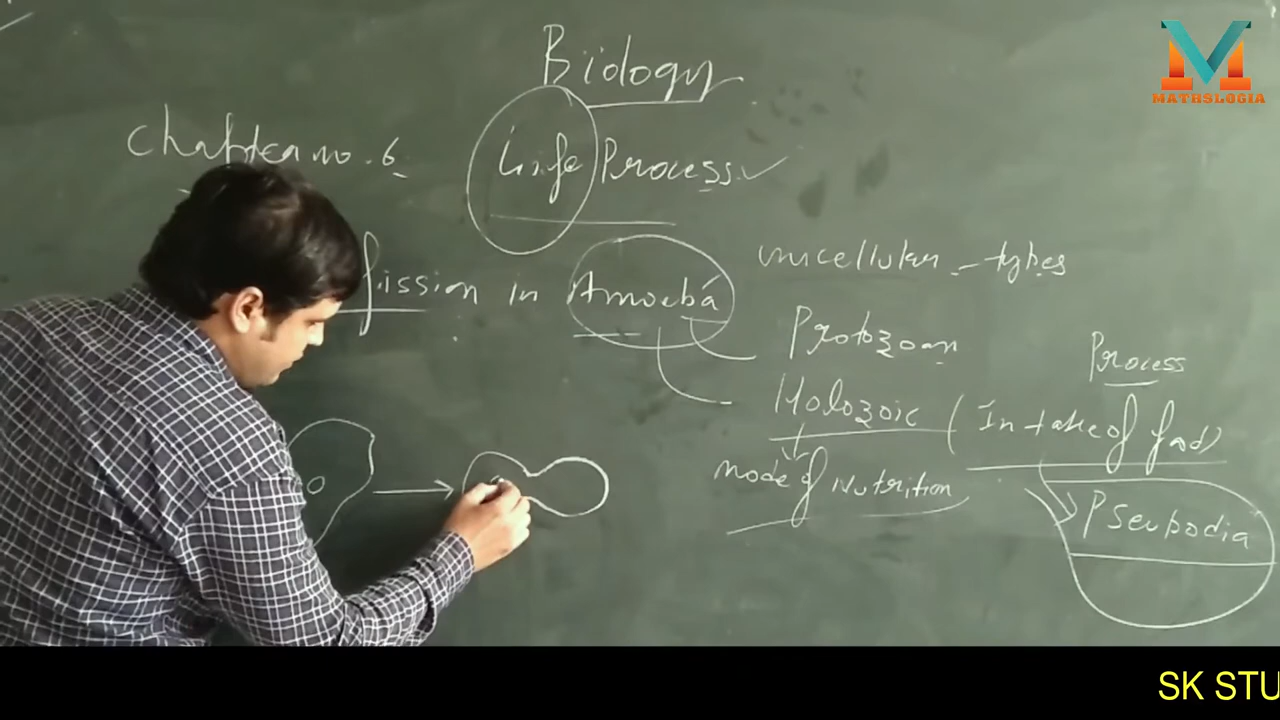 Biology
Chapter no. 6
Life Process
fission in Amoeba
unicellular - types
Protozoan
Process
Holozoic (Intake of food)
mode of Nutrition
Pseupodia
MATHSLOGIA
SK STU